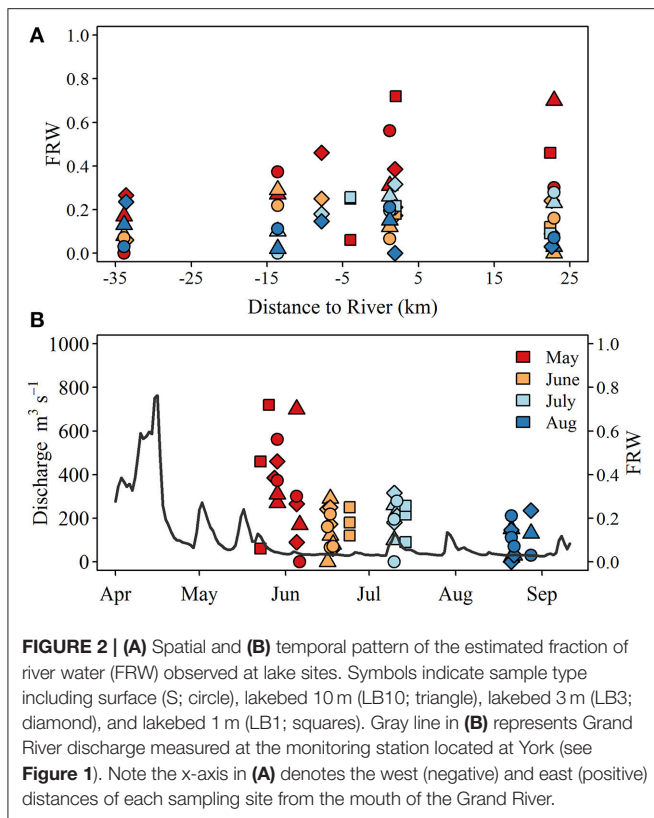 A
FRW
1.0
0.8
0.6
0.4
0.2
0.0
-35 -25 -15 -5 5 15 25
Distance to River (km)
B
Discharge m³ s⁻¹
1000
800
600
400
200
0
May
June
July
Aug
1.0
0.8
0.6
0.4
0.2
0.0
FRW
Apr May Jun Jul Aug Sep
FIGURE 2 | (A) Spatial and (B) temporal pattern of the estimated fraction of
river water (FRW) observed at lake sites. Symbols indicate sample type
including surface (S; circle), lakebed 10 m (LB10; triangle), lakebed 3 m (LB3;
diamond), and lakebed 1 m (LB1; squares). Gray line in (B) represents Grand
River discharge measured at the monitoring station located at York (see
Figure 1). Note the x-axis in (A) denotes the west (negative) and east (positive)
distances of each sampling site from the mouth of the Grand River.